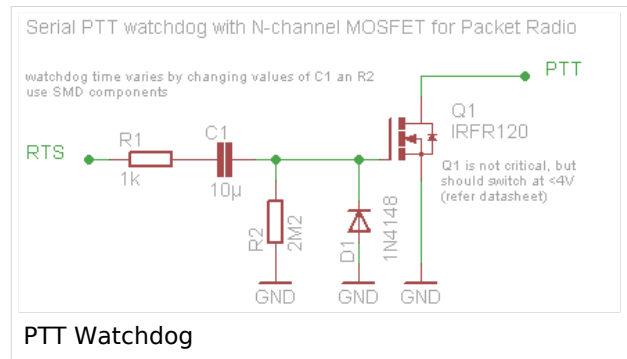 Serial PTT watchdog with N-channel MOSFET for Packet Radio
watchdog time varies by changing values of C1 an R2
use SMD components
PTT
Q1
IRFR120
Q1 is not critical, but
should switch at <4V
(refer datasheet)
RTS
R1
1k
C1
10µ
R2
2M2
D1
1N4148
GND
GND
GND
PTT Watchdog